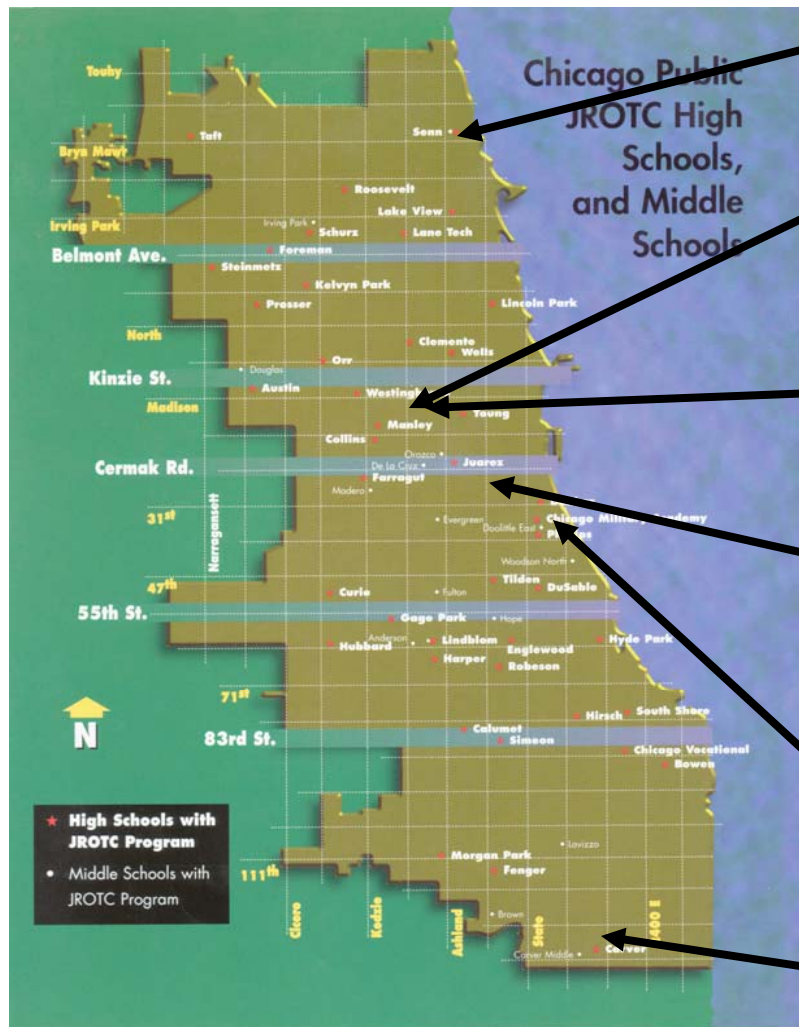 Chicago Public
JROTC High
Schools,
and Middle
Schools
Touhy
Taft
Senn
Bryn Mawr
Roosevelt
Lake View
Irving Park
Irving Park
Schurz
Lane Tech
Foreman
Belmont Ave.
Steinmetz
Kelvyn Park
Prosser
Lincoln Park
North
Clemente
Wells
Orr
Douglas
Kinzie St.
Austin
Madison
Young
Manley
Collins
Orozco
De La Cruz
Juarez
Cermak Rd.
Farragut
Madero
31st
Evergreen
Chicago Military Academy
Doolittle East
Narragansett
Woodson North
47th
Tilden
DuSable
Curie
Fulton
55th St.
Gage Park
Hope
Anderson
Lindblom
Englewood
Hyde Park
Hubbard
Harper
Robeson
71st
Hirsch
South Shore
N
83rd St.
Calumet
Simeon
Chicago Vocational
Bowen
★ High Schools with
JROTC Program
• Middle Schools with
JROTC Program
Lavizzo
Morgan Park
111th
Fenger
Cicero
Kedzie
Ashland
Brown
State
Carver
Carver Middle